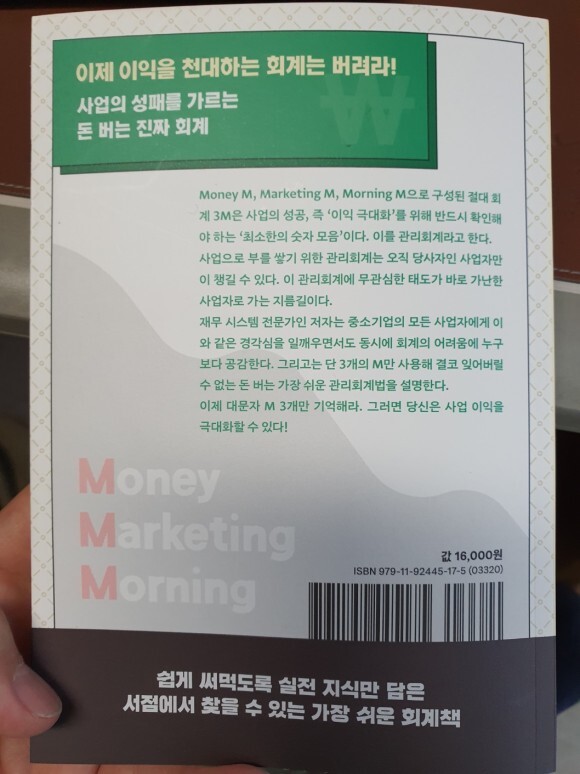 이제 이익을 천대하는 회계는 버려라!
사업의 성패를 가르는
돈 버는 진짜 회계
₩
Money M, Marketing M, Morning M으로 구성된 절대 회
계 3M은 사업의 성공, 즉 ‘이익 극대화’를 위해 반드시 확인해
야 하는 ‘최소한의 숫자 모음’이다. 이를 관리회계라고 한다.
사업으로 부를 쌓기 위한 관리회계는 오직 당사자인 사업자만
이 챙길 수 있다. 이 관리회계에 무관심한 태도가 바로 가난한
사업자로 가는 지름길이다.
재무 시스템 전문가인 저자는 중소기업의 모든 사업자에게 이
와 같은 경각심을 일깨우면서도 동시에 회계의 어려움에 누구
보다 공감한다. 그리고는 단 3개의 M만 사용해 결코 잊어버릴
수 없는 돈 버는 가장 쉬운 관리회계법을 설명한다.
이제 대문자 M 3개만 기억해라. 그러면 당신은 사업 이익을
극대화할 수 있다!
Money
Marketing
Morning
값 16,000원
ISBN 979-11-92445-17-5 (03320)
쉽게 써먹도록 실전 지식만 담은
서점에서 찾을 수 있는 가장 쉬운 회계책